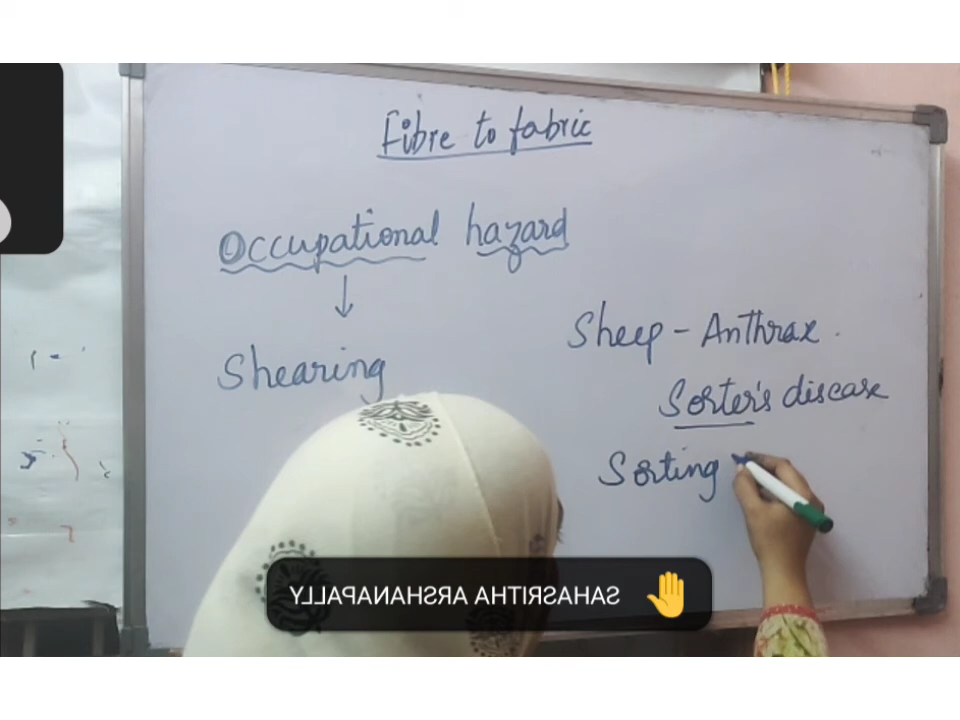 Fibre to fabric
Occupational hazard
↓
Shearing
Sheep - Anthrax.
Sorter's disease
Sorting
SAHASRITHA ARSHANAPALLY